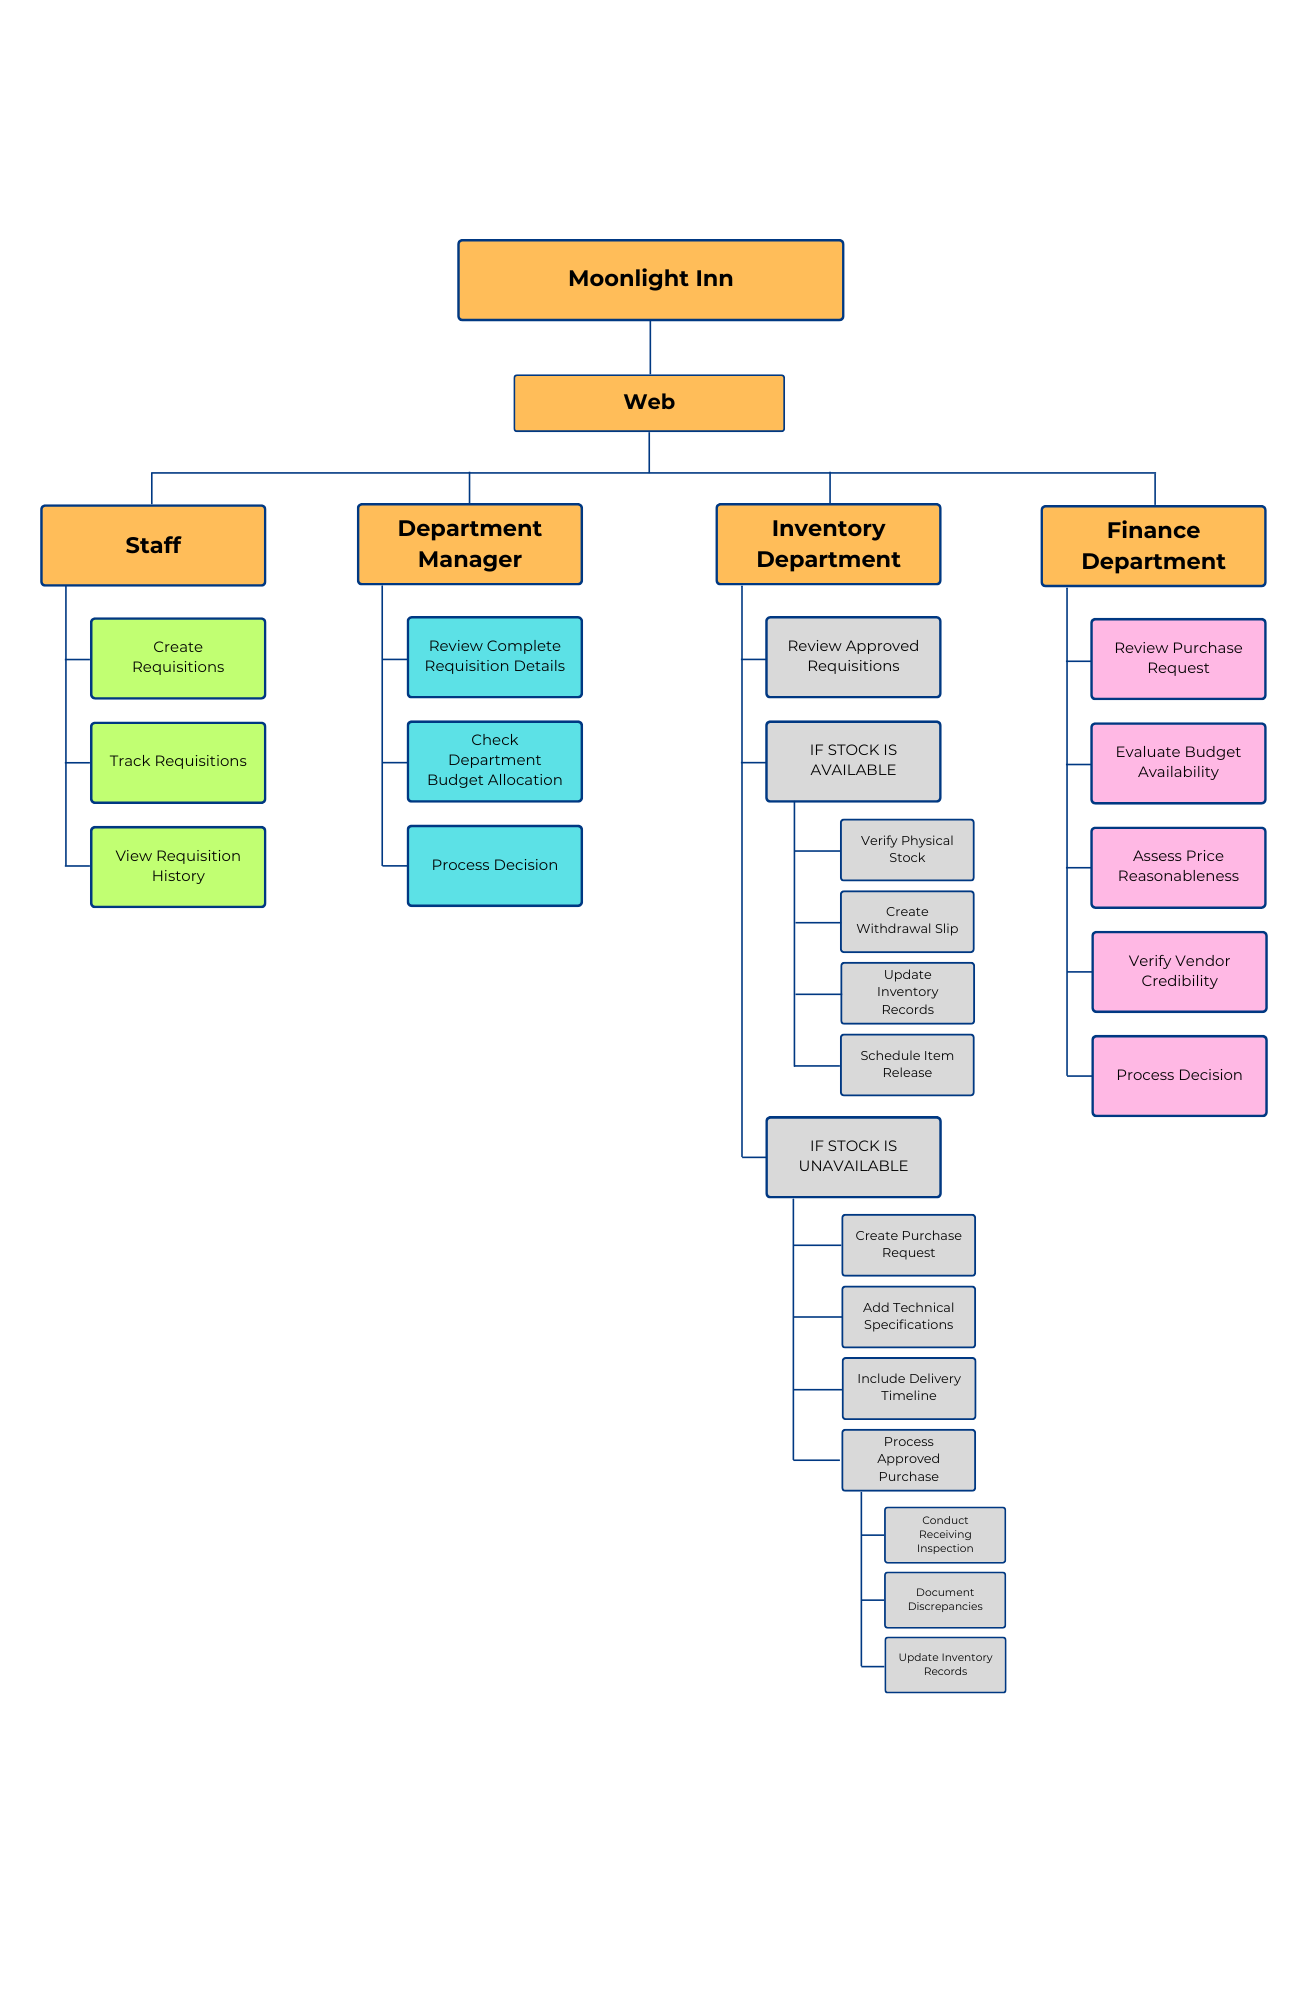 Moonlight Inn
Web
Staff
Create
Requisitions
Track Requisitions
View Requisition
History
Department
Manager
Review Complete
Requisition Details
Check
Department
Budget Allocation
Process Decision
Inventory
Department
Review Approved
Requisitions
IF STOCK IS
AVAILABLE
Verify Physical
Stock
Create
Withdrawal Slip
Update
Inventory
Records
Schedule Item
Release
IF STOCK IS
UNAVAILABLE
Create Purchase
Request
Add Technical
Specifications
Include Delivery
Timeline
Process
Approved
Purchase
Conduct
Receiving
Inspection
Document
Discrepancies
Update Inventory
Records
Finance
Department
Review Purchase
Request
Evaluate Budget
Availability
Assess Price
Reasonableness
Verify Vendor
Credibility
Process Decision